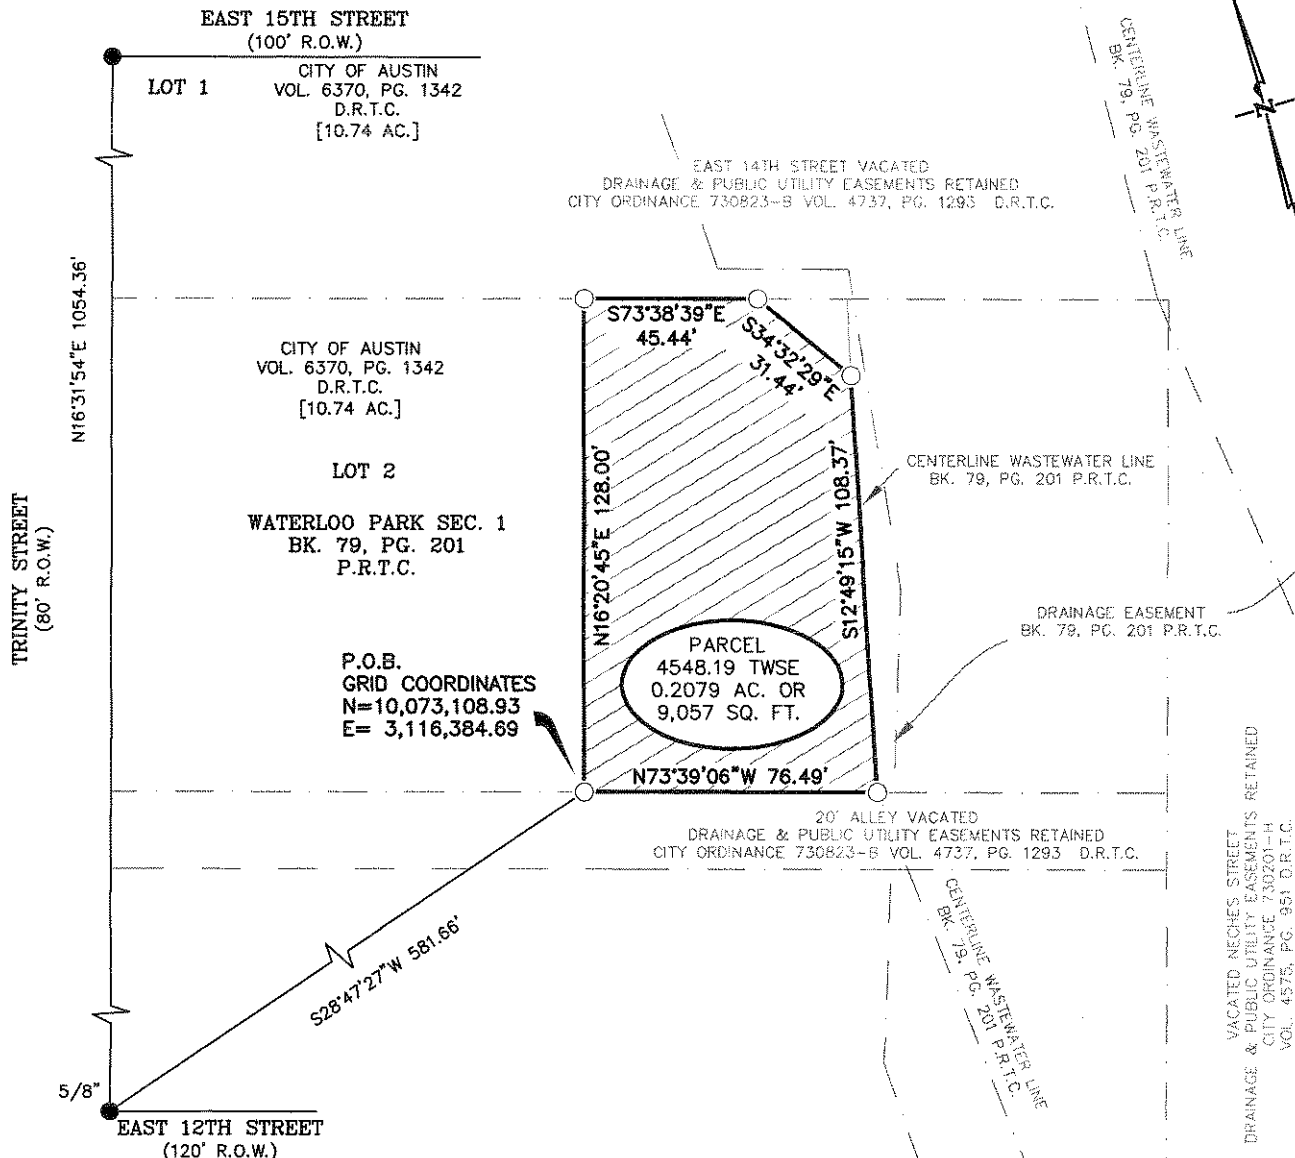 EAST 15TH STREET
(100' R.O.W.)
LOT 1
CITY OF AUSTIN
VOL. 6370, PG. 1342
D.R.T.C.
[10.74 AC.]
CENTERLINE WASTEWATER LINE
BK. 79, PG. 201 P.R.T.C.
N
EAST 14TH STREET VACATED
DRAINAGE & PUBLIC UTILITY EASEMENTS RETAINED
CITY ORDINANCE 730823-B VOL. 4737, PG. 1293 D.R.T.C.
N16°31'54"E 1054.36'
S73°38'39"E
45.44'
S34°32'29"E
31.44'
CITY OF AUSTIN
VOL. 6370, PG. 1342
D.R.T.C.
[10.74 AC.]
LOT 2
WATERLOO PARK SEC. 1
BK. 79, PG. 201
P.R.T.C.
N16°20'45"E 128.00'
S12°49'15"W 108.37'
CENTERLINE WASTEWATER LINE
BK. 79, PG. 201 P.R.T.C.
TRINITY STREET
(80' R.O.W.)
DRAINAGE EASEMENT
BK. 79, PG. 201 P.R.T.C.
PARCEL
4548.19 TWSE
0.2079 AC. OR
9,057 SQ. FT.
P.O.B.
GRID COORDINATES
N=10,073,108.93
E= 3,116,384.69
N73°39'06"W 76.49'
20' ALLEY VACATED
DRAINAGE & PUBLIC UTILITY EASEMENTS RETAINED
CITY ORDINANCE 730823-B VOL. 4737, PG. 1293 D.R.T.C.
S28°47'27"W 581.66'
CENTERLINE WASTEWATER LINE
BK. 79, PG. 201 P.R.T.C.
VACATED NECHES STREET
DRAINAGE & PUBLIC UTILITY EASEMENTS RETAINED
CITY ORDINANCE 730201-H
VOL. 4575, PG. 951 D.R.T.C.
5/8"
EAST 12TH STREET
(120' R.O.W.)